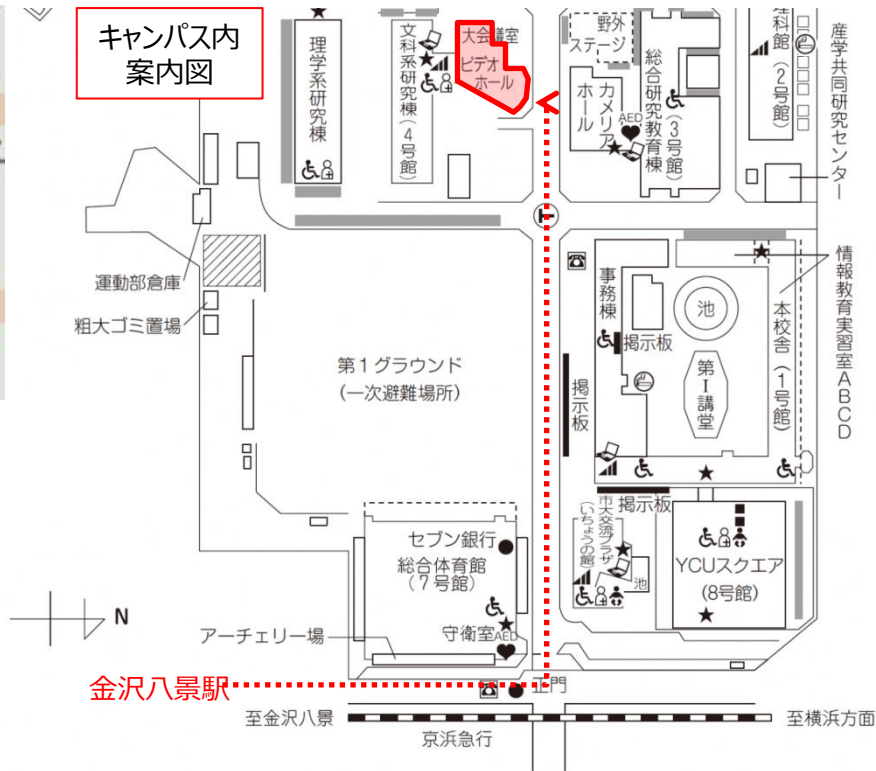 キャンパス内
案内図
理学系研究棟
文科系研究棟(4号館)
大会議室
ビデオ
ホール
野外
ステージ
カメリア
ホール
AED
総合研究教育棟
(3号館)
理科館(2号館)
産学共同研究センター
運動部倉庫
粗大ゴミ置場
第1グラウンド
(一次避難場所)
事務棟
掲示板
掲示板
池
第Ⅰ講堂
本校舎(1号館)
情報教育実習室ABCD
掲示板
市大交流プラザ
(いちょうの館)
池
YCUスクエア
(8号館)
セブン銀行
総合体育館
(7号館)
守衛室
AED
アーチェリー場
N
金沢八景駅
正門
至金沢八景
京浜急行
至横浜方面